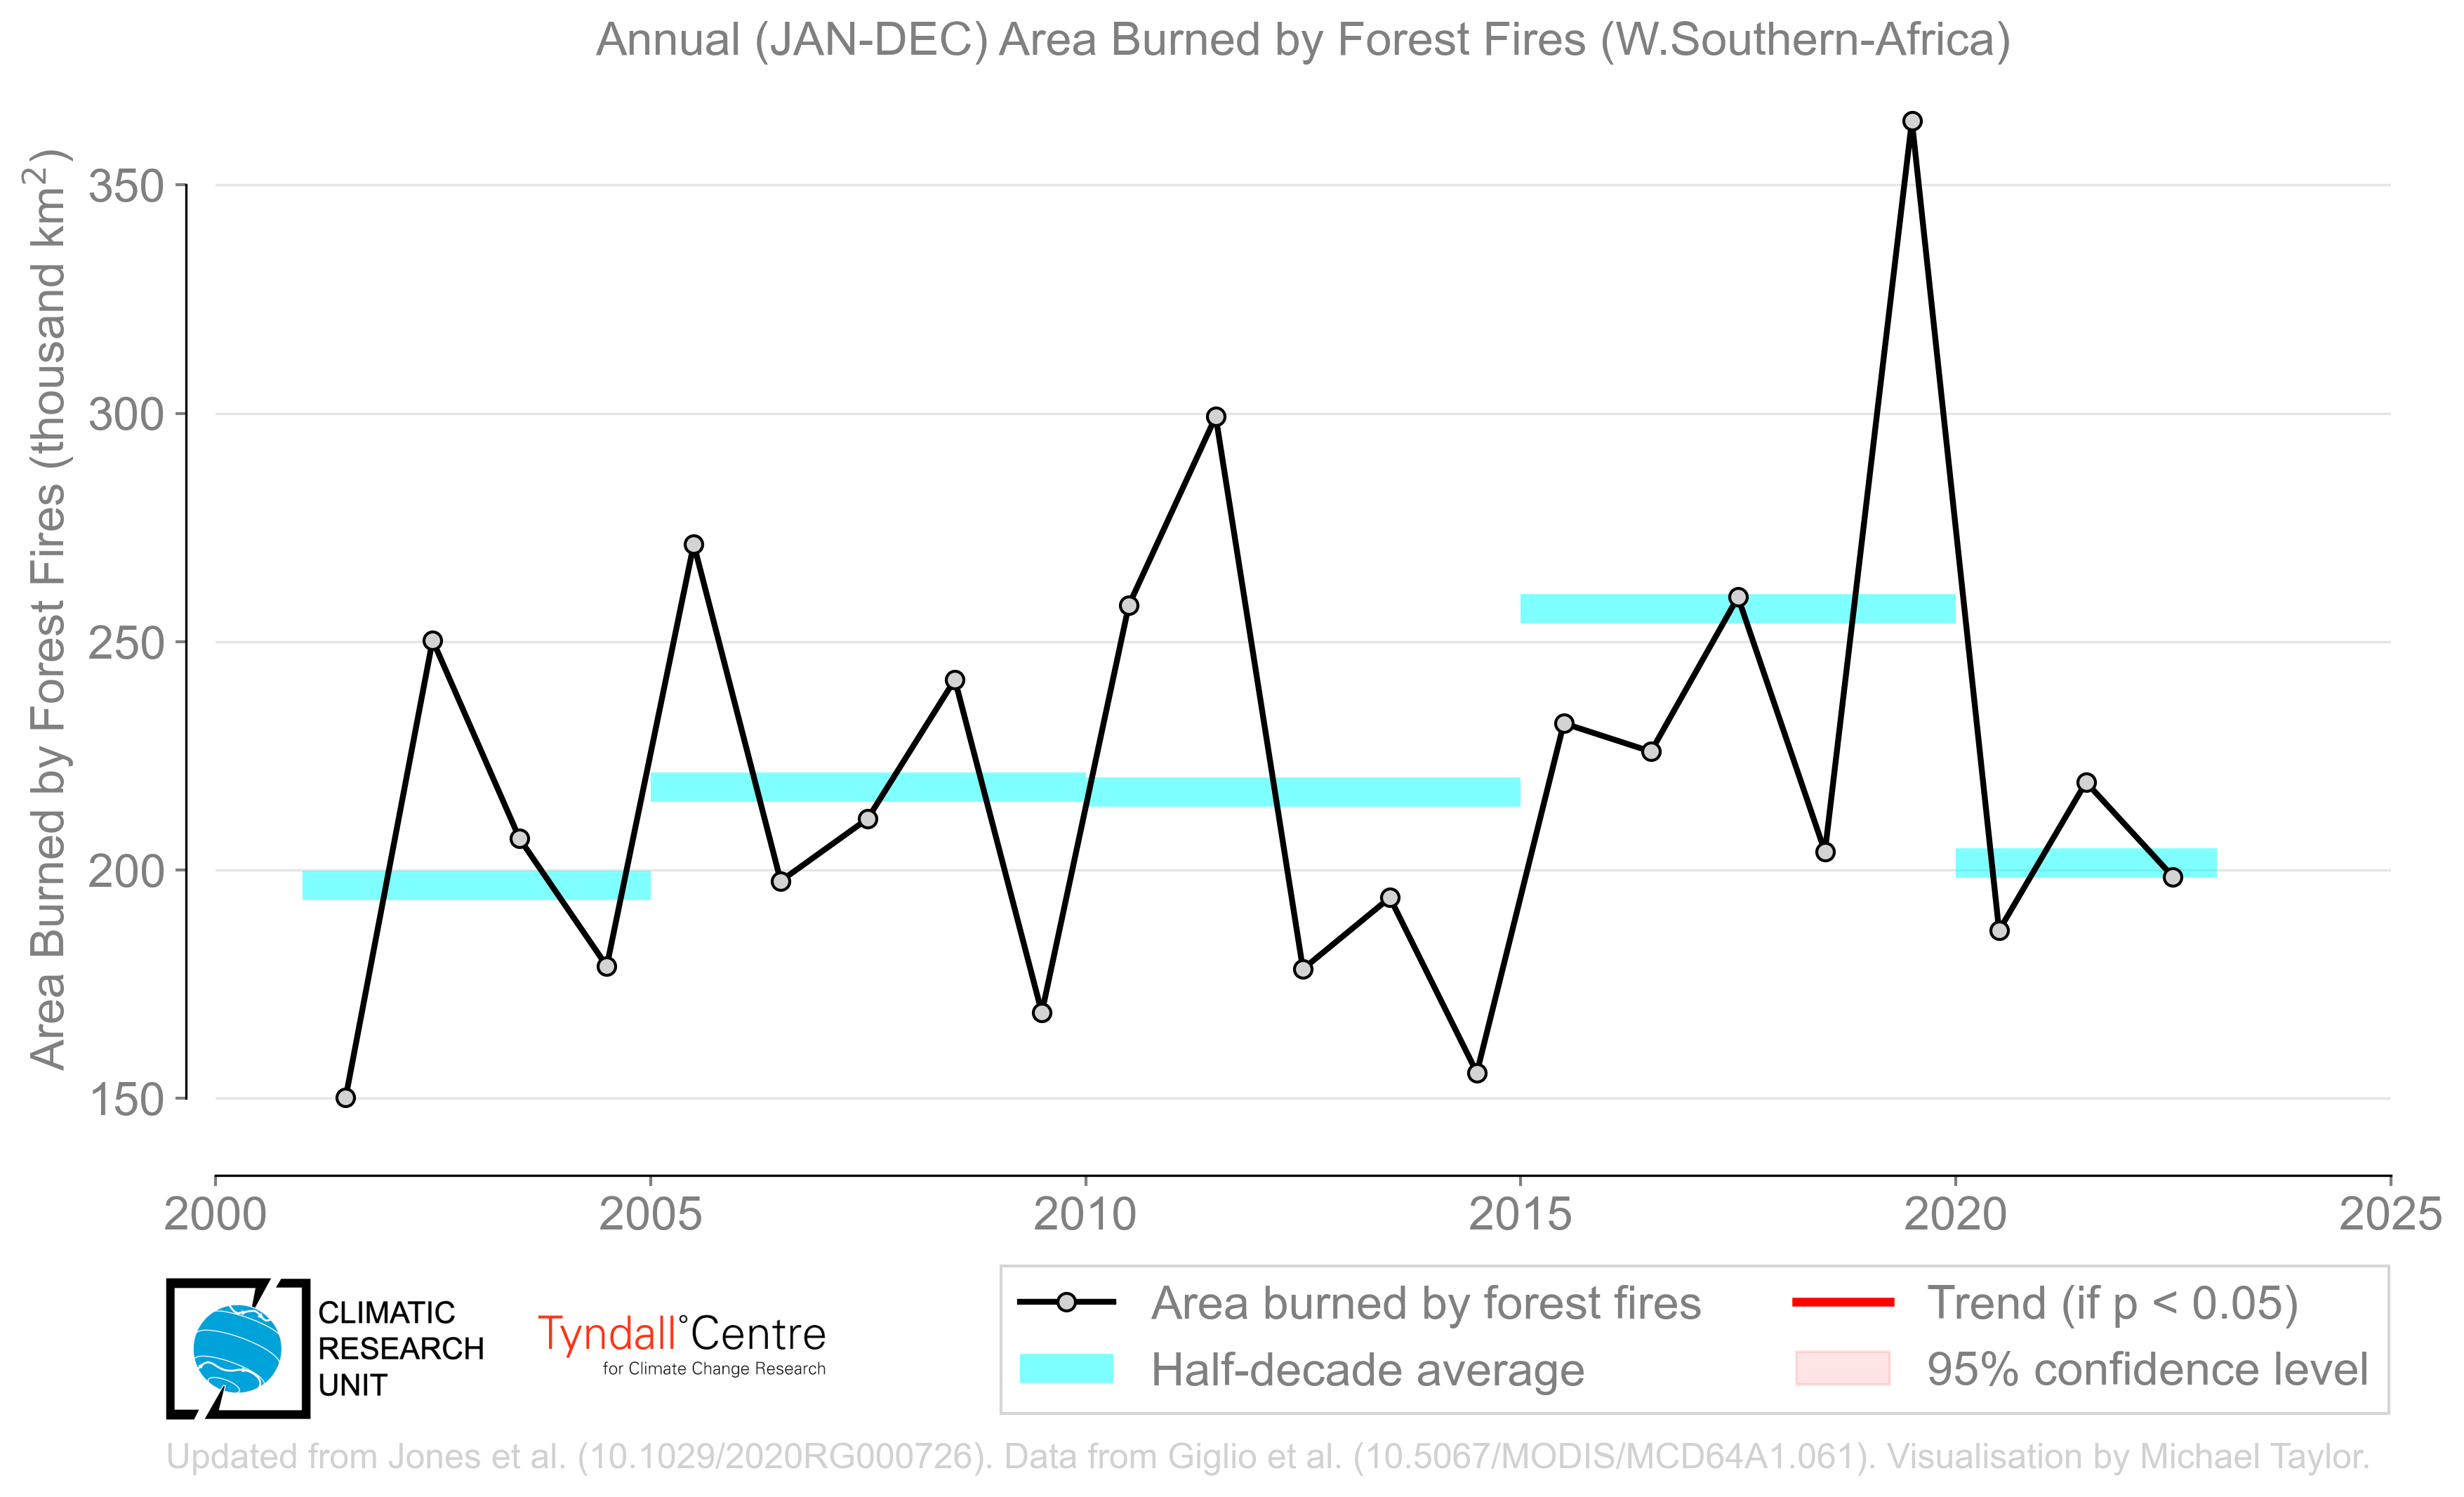 Annual (JAN-DEC) Area Burned by Forest Fires (W.Southern-Africa)
Area Burned by Forest Fires (thousand km²)
350
300
250
200
150
2000
2005
2010
2015
2020
2025
CLIMATIC
RESEARCH
UNIT
Tyndall°Centre
for Climate Change Research
Area burned by forest fires
Half-decade average
Trend (if p < 0.05)
95% confidence level
Updated from Jones et al. (10.1029/2020RG000726). Data from Giglio et al. (10.5067/MODIS/MCD64A1.061). Visualisation by Michael Taylor.